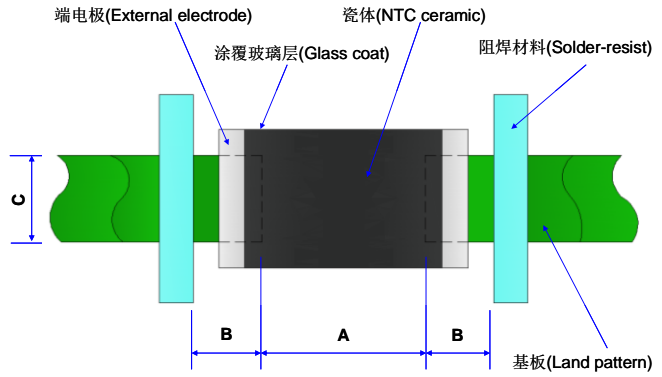 端电极(External electrode)
瓷体(NTC ceramic)
涂覆玻璃层(Glass coat)
阻焊材料(Solder-resist)
C
B
A
B
基板(Land pattern)